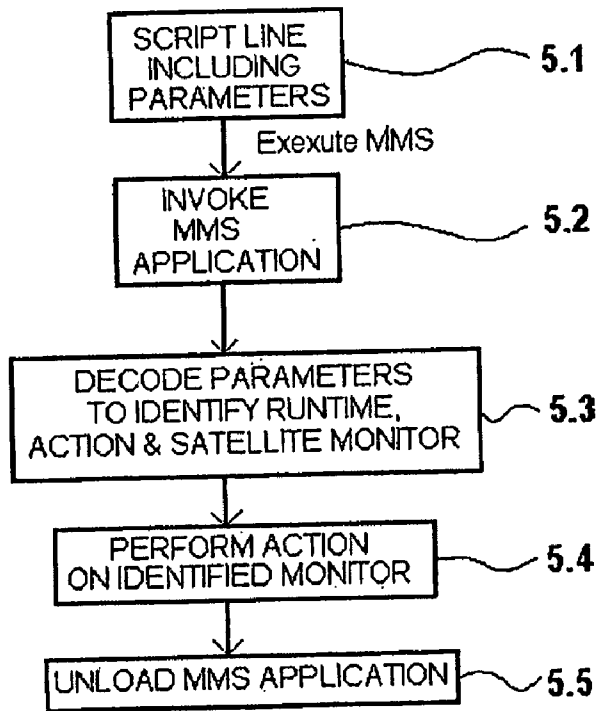 SCRIPT LINE
INCLUDING
PARAMETERS
5.1
Exexute MMS
INVOKE
MMS
APPLICATION
5.2
DECODE PARAMETERS
TO IDENTIFY RUNTIME,
ACTION & SATELLITE MONITOR
5.3
PERFORM ACTION
ON IDENTIFIED MONITOR
5.4
UNLOAD MMS APPLICATION
5.5